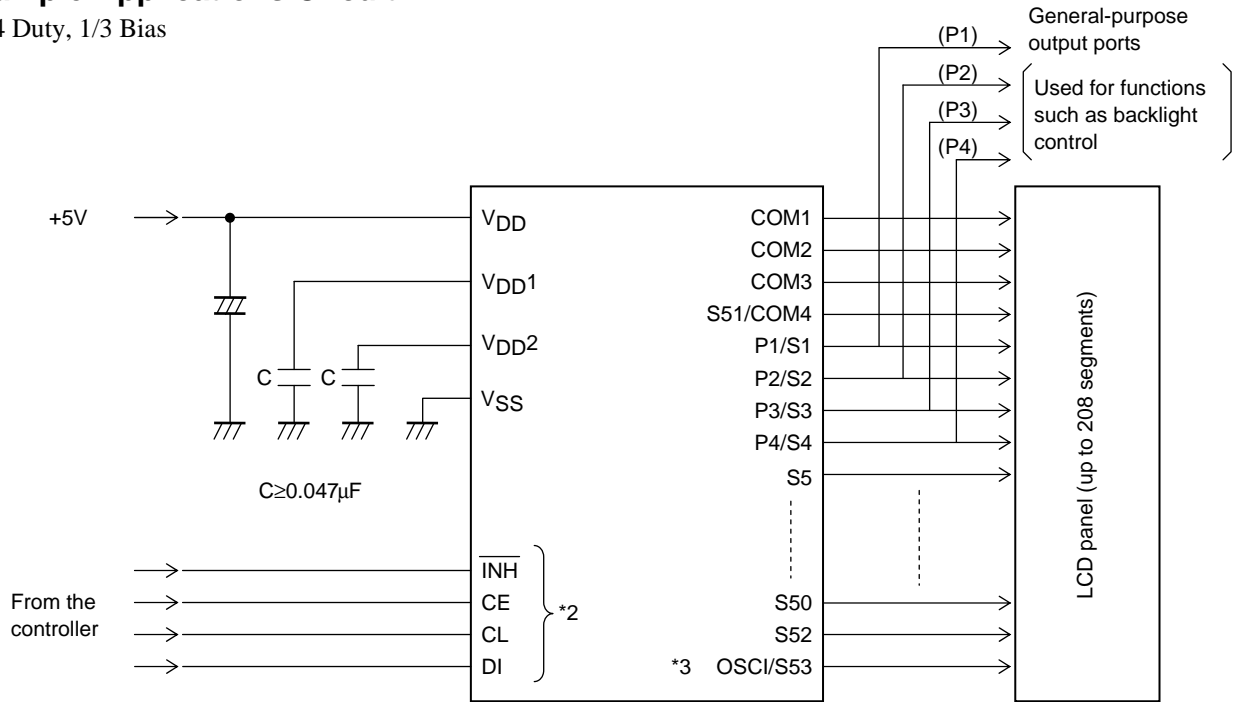 4 Duty, 1/3 Bias
General-purpose
output ports
(P1)
(P2)
(P3)
(P4)
Used for functions
such as backlight
control
+5V
VDD
VDD1
VDD2
VSS
C
C
C≥0.047μF
From the
controller
INH
CE
CL
DI
*2
COM1
COM2
COM3
S51/COM4
P1/S1
P2/S2
P3/S3
P4/S4
S5
S50
S52
*3 OSCI/S53
LCD panel (up to 208 segments)